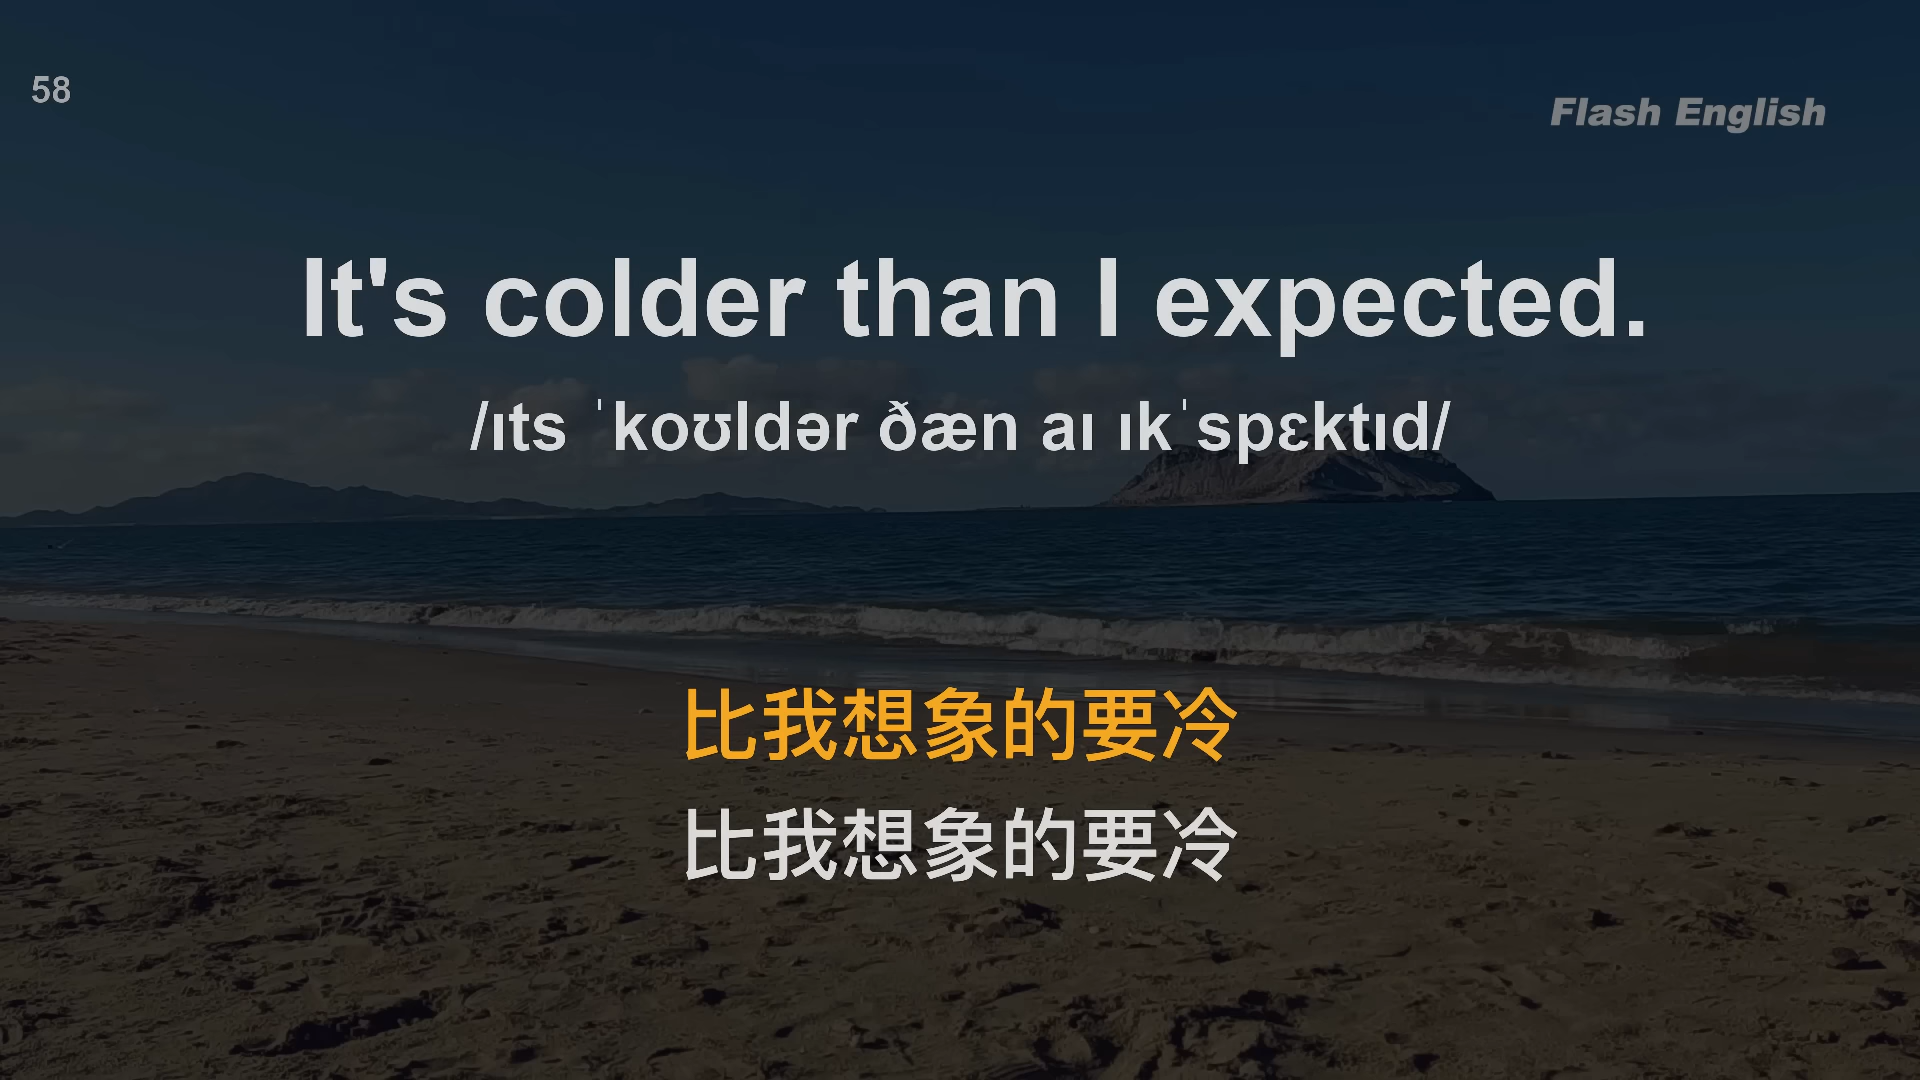 58
Flash English
It's colder than I expected.
/ɪts ˈkoʊldər ðæn aɪ ɪkˈspɛktɪd/
比我想象的要冷
比我想象的要冷